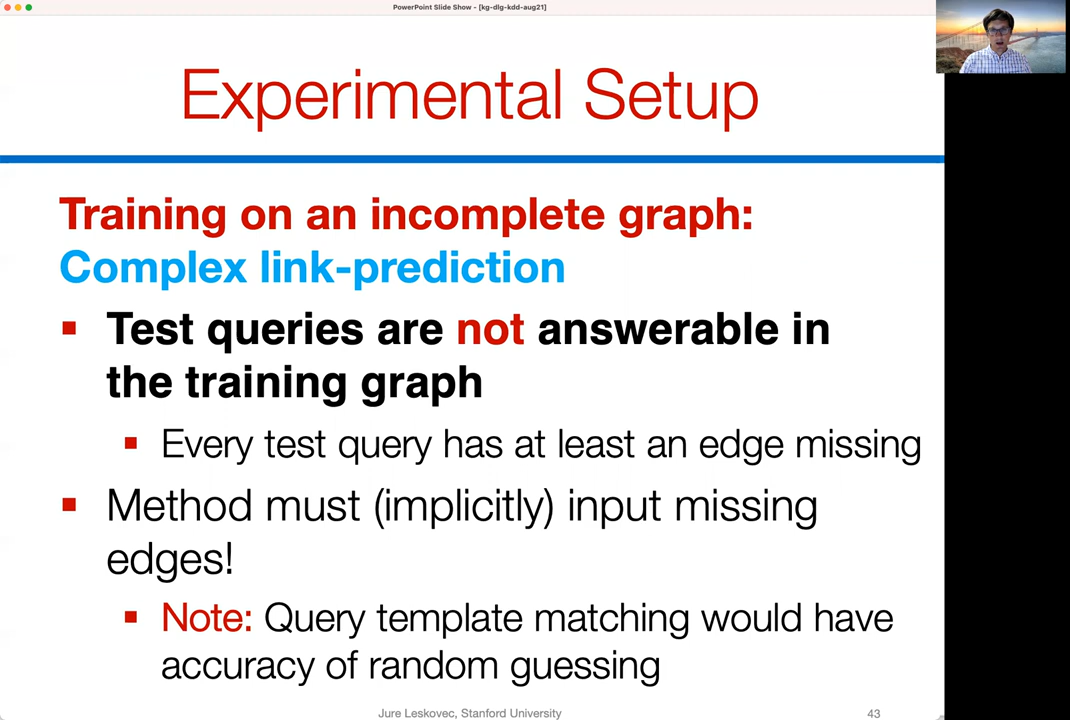 PowerPoint Slide Show - [kg-dlg-kdd-aug21]
Experimental Setup
Training on an incomplete graph:
Complex link-prediction
▪ Test queries are not answerable in
the training graph
▪ Every test query has at least an edge missing
▪ Method must (implicitly) input missing
edges!
▪ Note: Query template matching would have
accuracy of random guessing
Jure Leskovec, Stanford University
43